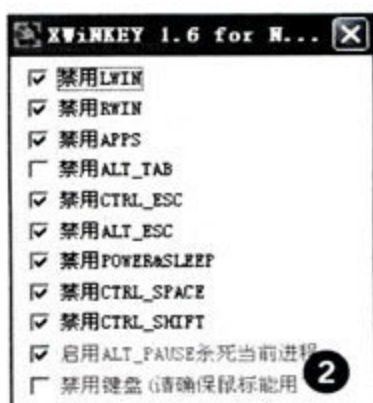 XWiNKEY 1.6 for N...
禁用LWIN
禁用RWIN
禁用APPS
禁用ALT_TAB
禁用CTRL_ESC
禁用ALT_ESC
禁用POWER&SLEEP
禁用CTRL_SPACE
禁用CTRL_SHIFT
启用ALT_PAUSE杀死当前进程
禁用键盘 G请确保鼠标能用
2